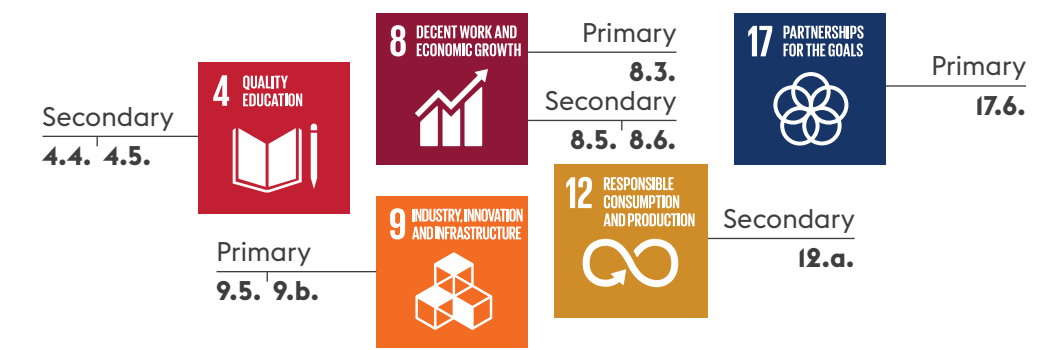 Secondary
4.4. 4.5.
4 QUALITY
EDUCATION
8 DECENT WORK AND
ECONOMIC GROWTH
Primary
8.3.
Secondary
8.5. 8.6.
17 PARTNERSHIPS
FOR THE GOALS
Primary
17.6.
Primary
9.5. 9.b.
9 INDUSTRY, INNOVATION
AND INFRASTRUCTURE
12 RESPONSIBLE
CONSUMPTION
AND PRODUCTION
Secondary
12.a.